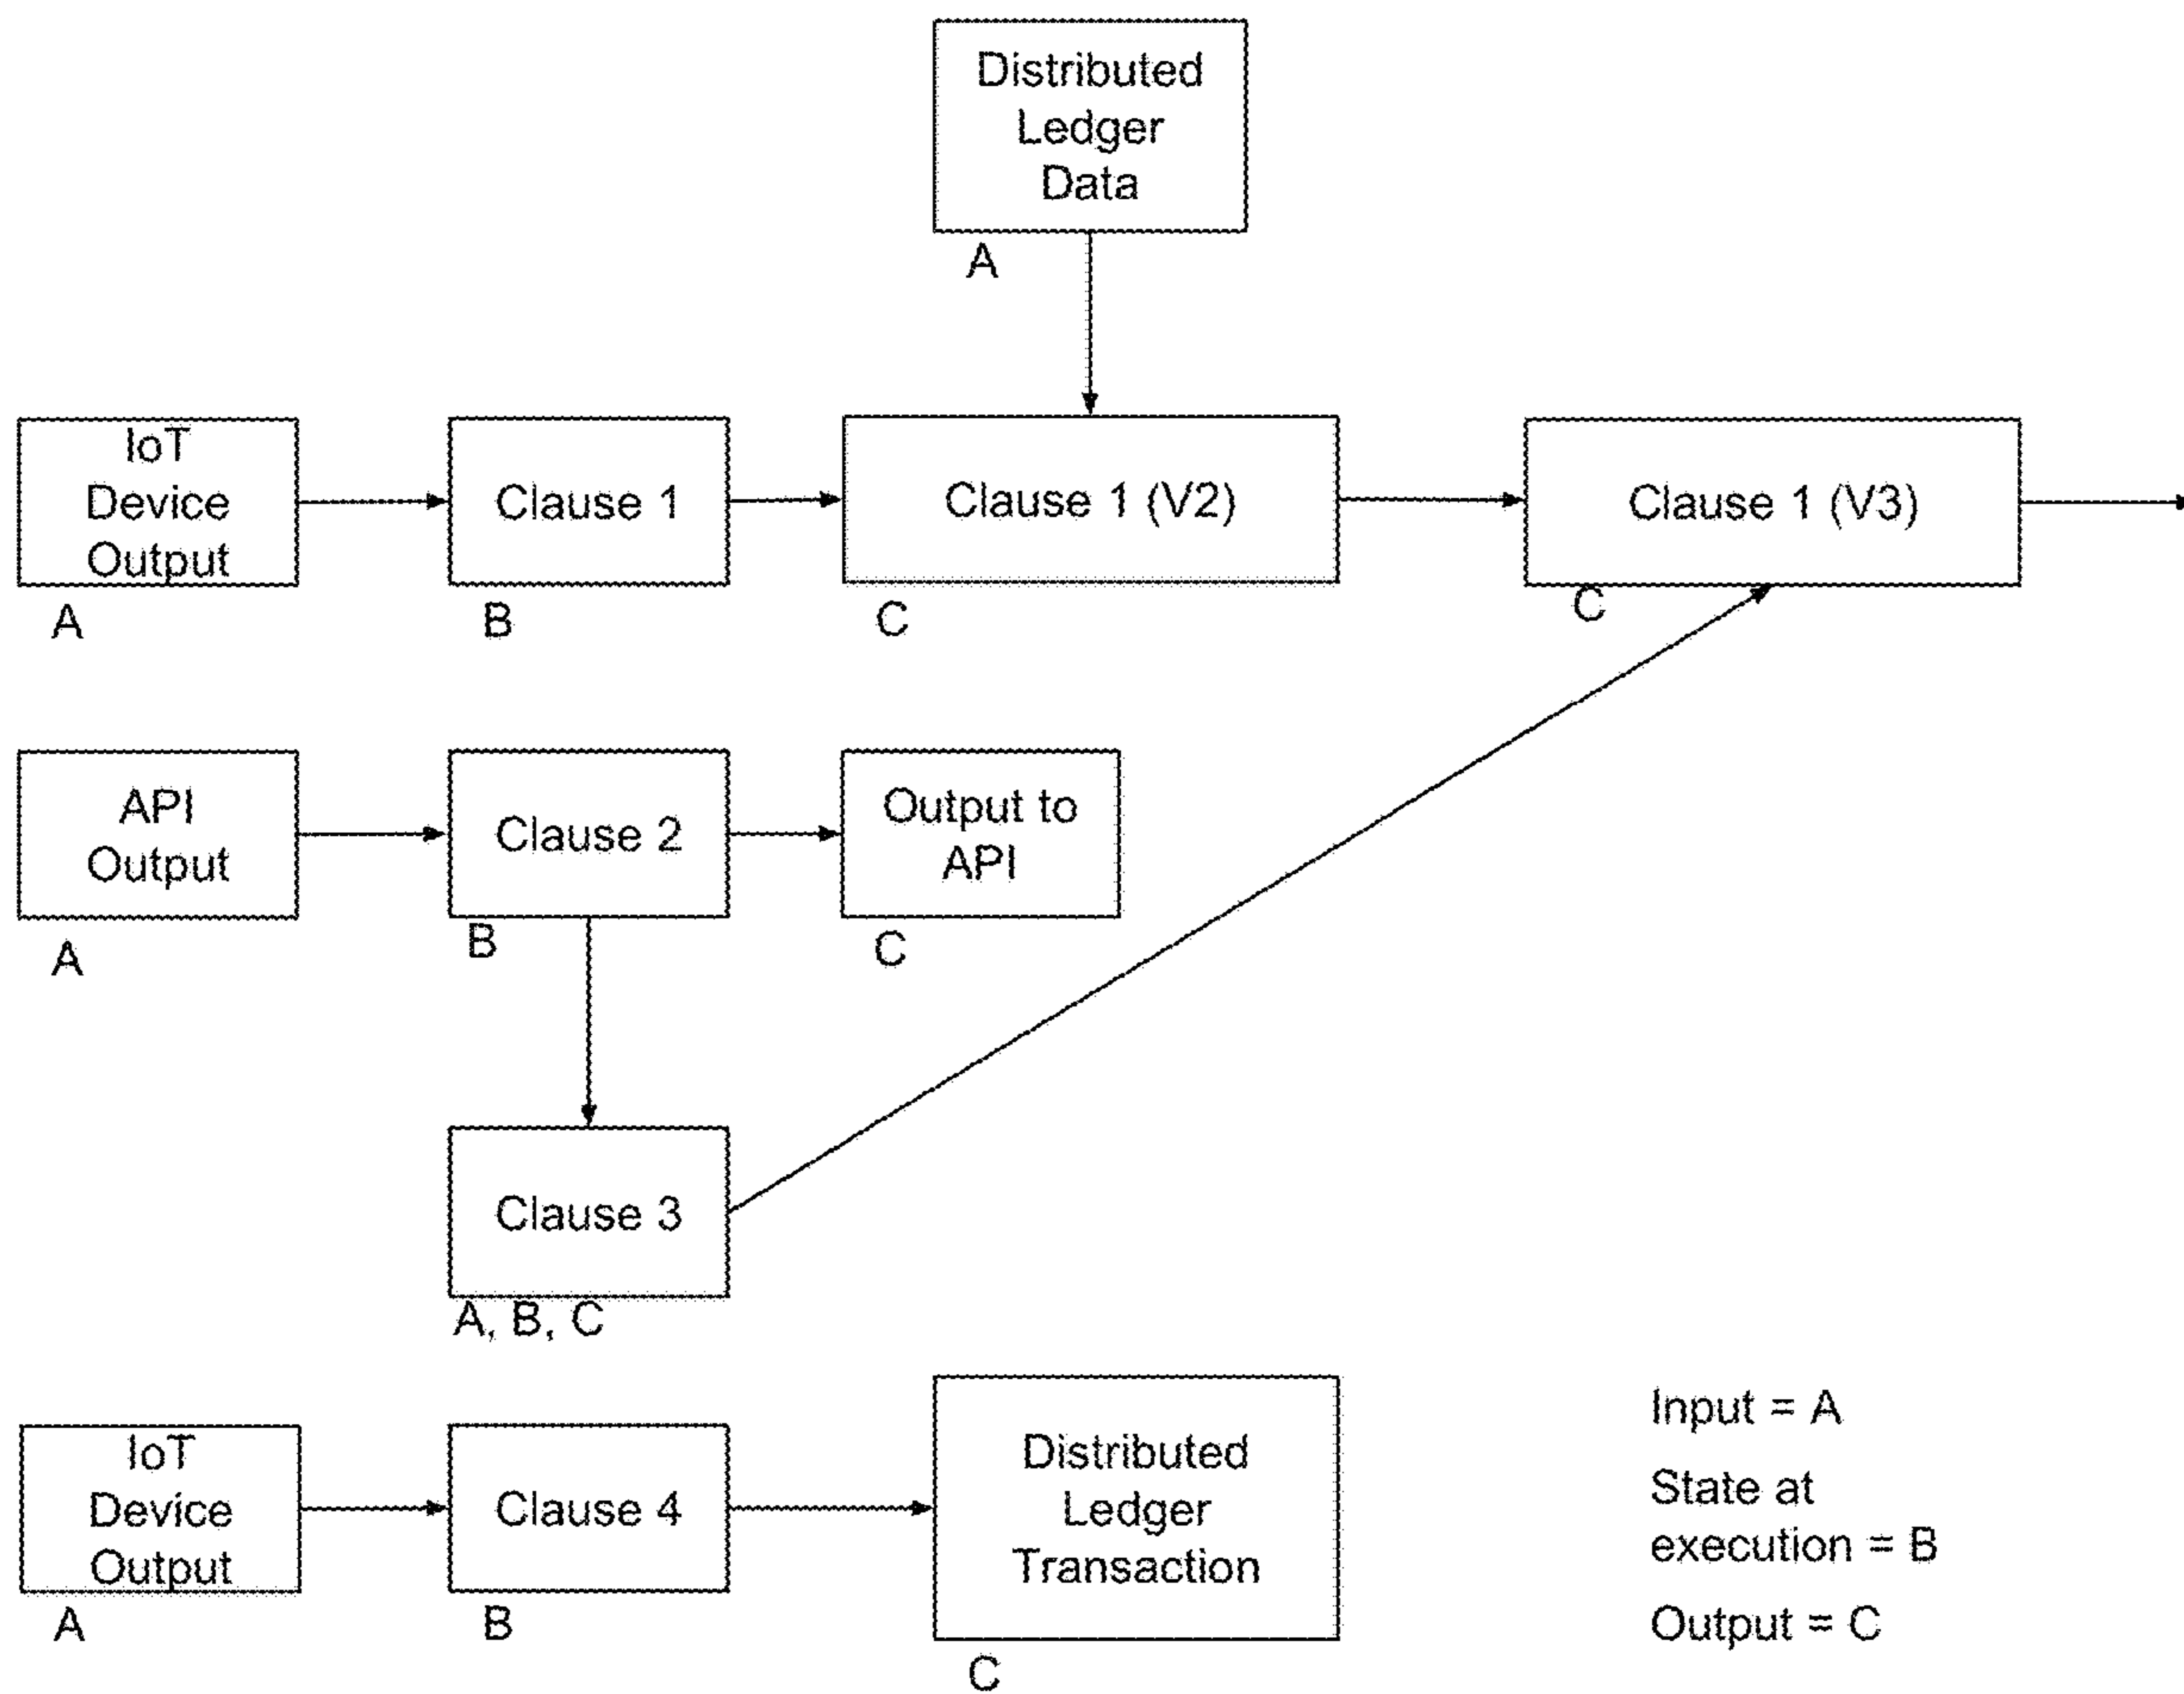 Distributed
Ledger
Data
A
IoT
Device
Output
A
Clause 1
B
Clause 1 (V2)
C
Clause 1 (V3)
C
API
Output
A
Clause 2
B
Output to
API
C
Clause 3
A, B, C
IoT
Device
Output
A
Clause 4
B
Distributed
Ledger
Transaction
C
Input = A
State at
execution = B
Output = C